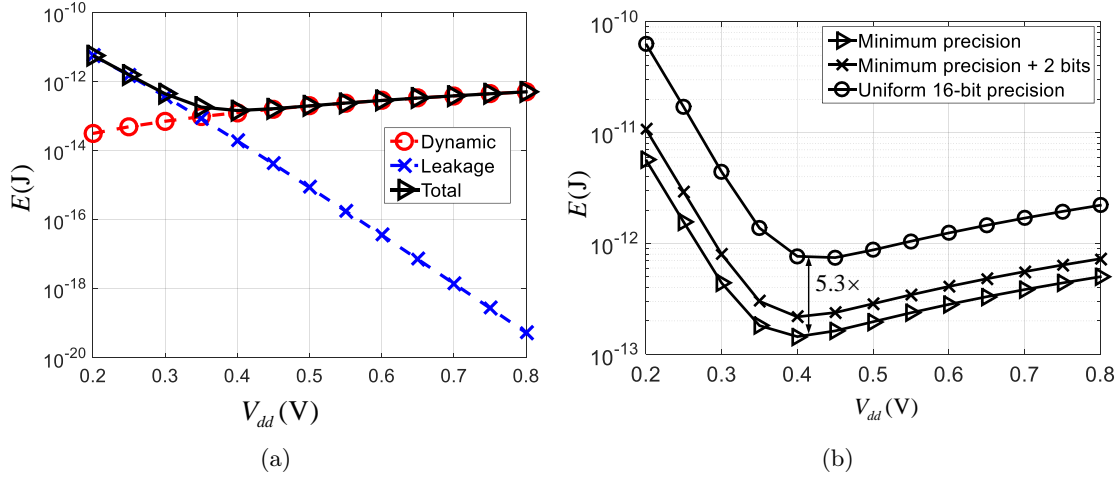 10⁻¹⁰
10⁻¹²
10⁻¹⁴
10⁻¹⁶
10⁻¹⁸
10⁻²⁰
E(J)
Dynamic
Leakage
Total
0.2 0.3 0.4 0.5 0.6 0.7 0.8
V_dd (V)
(a)
10⁻¹⁰
10⁻¹¹
10⁻¹²
10⁻¹³
E(J)
Minimum precision
Minimum precision + 2 bits
Uniform 16-bit precision
5.3×
0.2 0.3 0.4 0.5 0.6 0.7 0.8
V_dd (V)
(b)